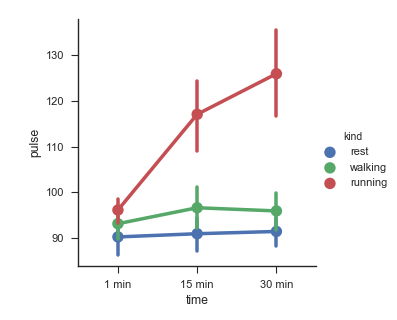 pulse
130
120
110
100
90
1 min
15 min
30 min
time
kind
rest
walking
running